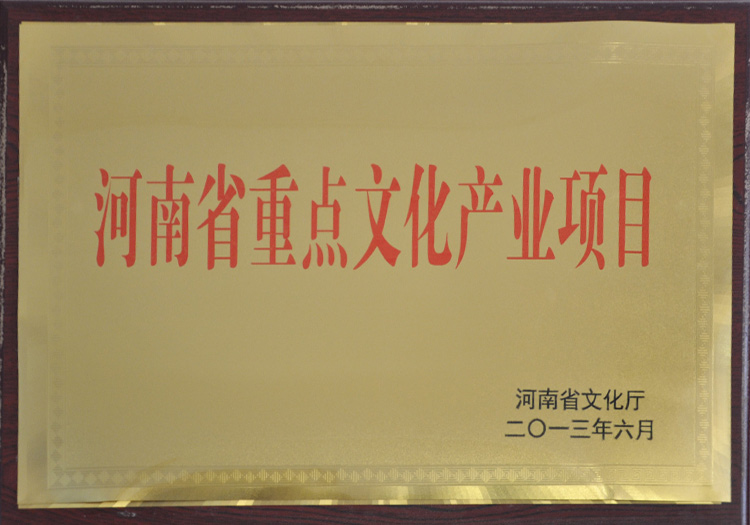 河南省重点文化产业项目
河南省文化厅
二〇一三年六月